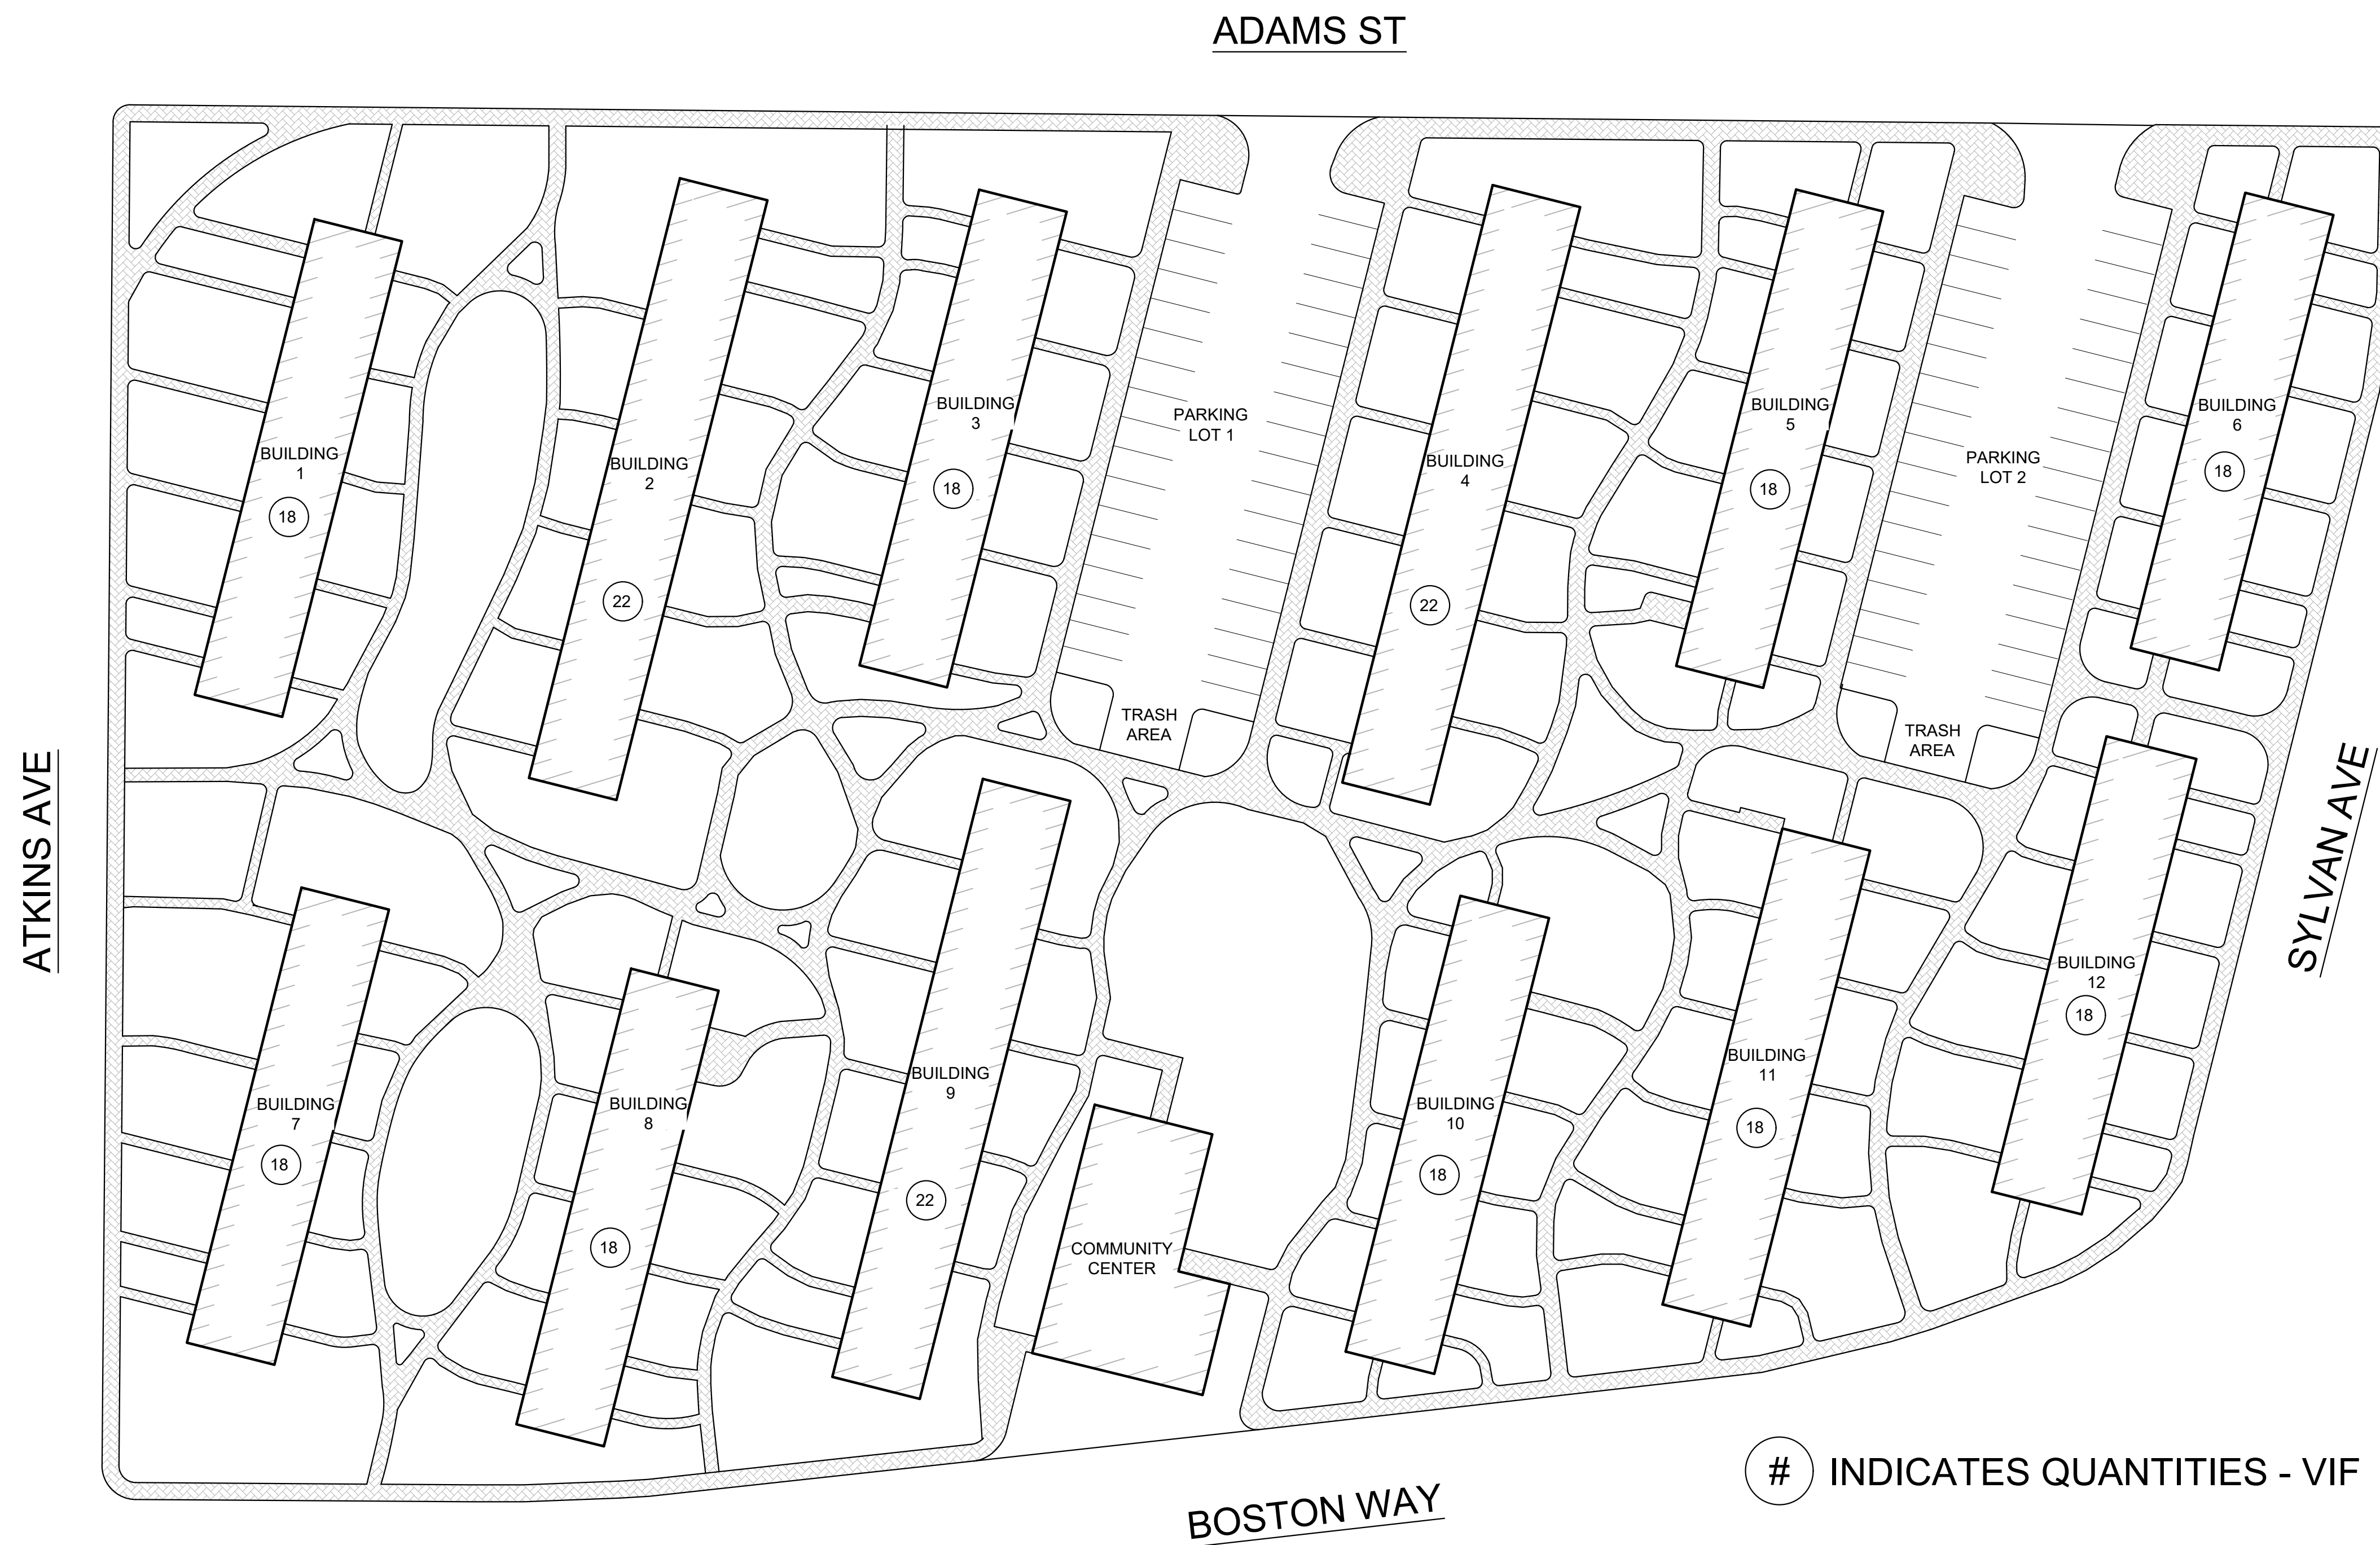 ADAMS ST
BUILDING
1
18
BUILDING
2
22
BUILDING
3
18
PARKING
LOT 1
TRASH
AREA
BUILDING
4
22
BUILDING
5
18
PARKING
LOT 2
TRASH
AREA
BUILDING
6
18
ATKINS AVE
SYLVAN AVE
BUILDING
7
18
BUILDING
8
18
BUILDING
9
22
COMMUNITY
CENTER
BUILDING
10
18
BUILDING
11
18
BUILDING
12
18
# INDICATES QUANTITIES - VIF
BOSTON WAY